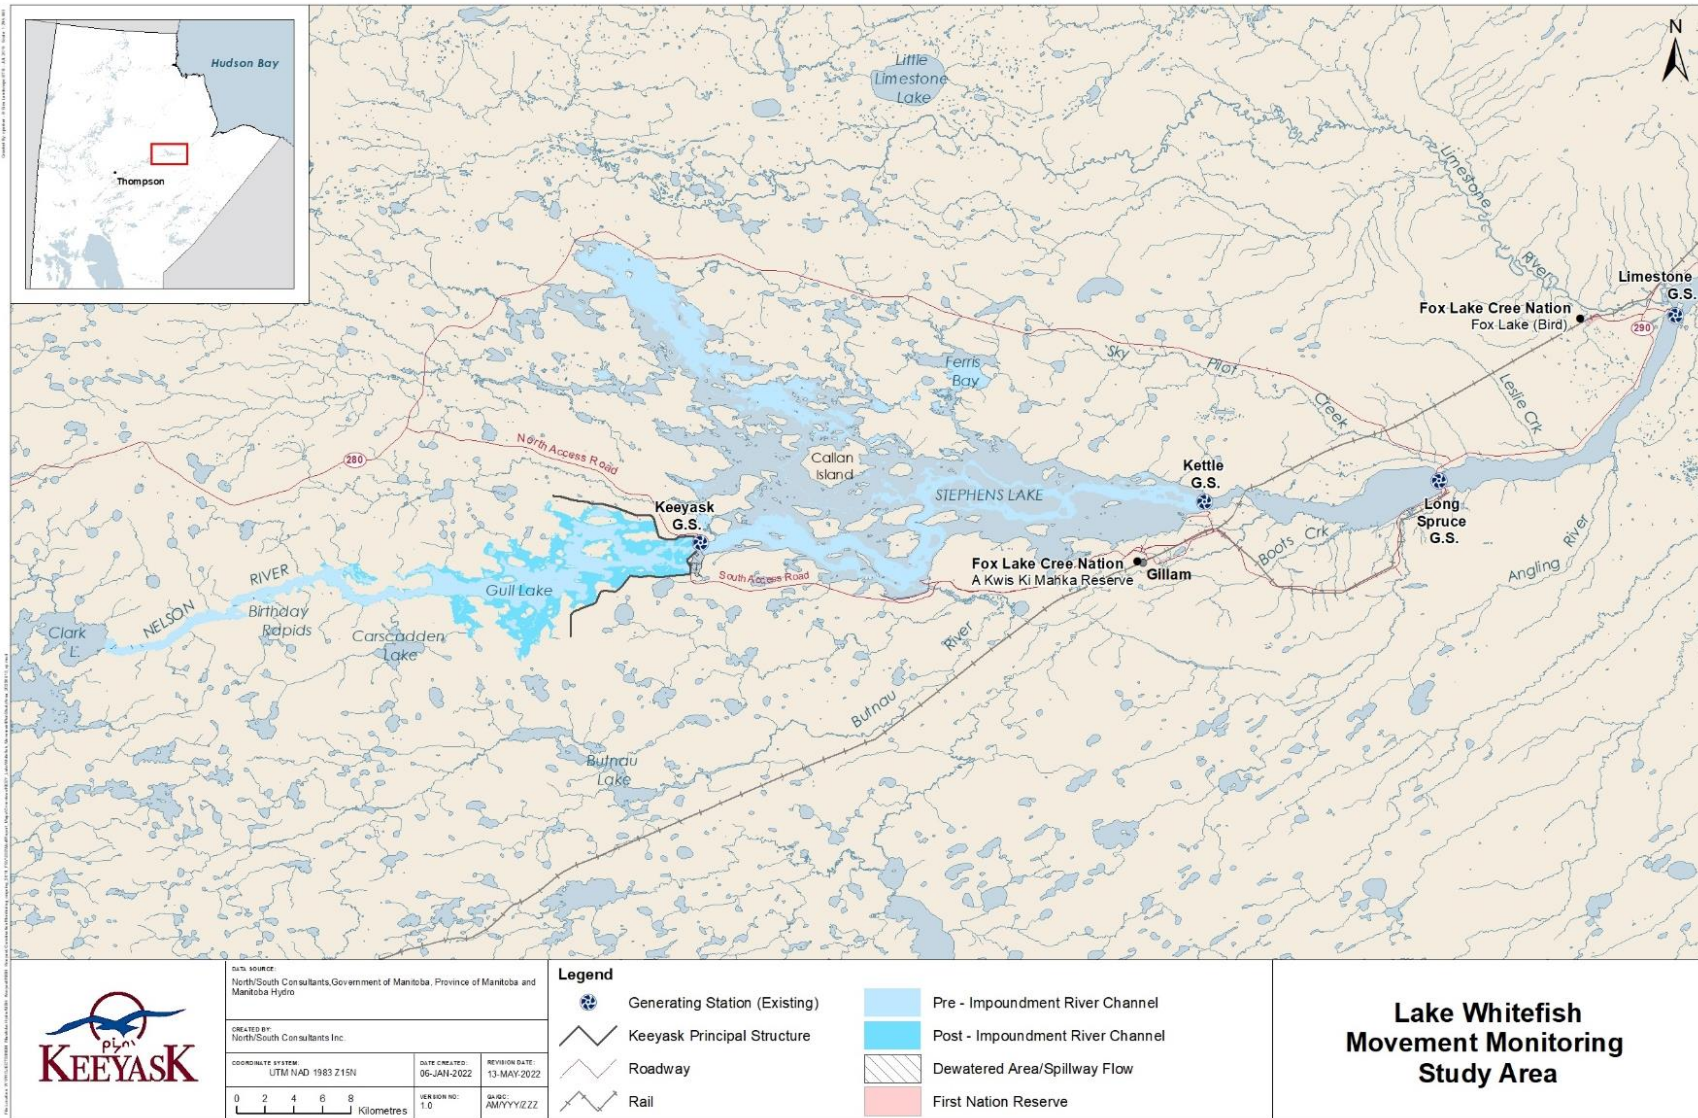 Hudson Bay
Thompson
N
Little
Limestone
Lake
Limestone
River
Limestone
G.S.
Fox Lake Cree Nation
Fox Lake (Bird)
290
Ferris
Bay
Sky
Pilot
Creek
Leslie Crk
280
North Access Road
Callan
Island
STEPHENS LAKE
Kettle
G.S.
Keeyask
G.S.
Long
Spruce
G.S.
Boots Crk
Angling River
Fox Lake Cree Nation
A Kwis Ki Mahka Reserve
Gillam
South Access Road
Gull Lake
NELSON RIVER
Birthday
Rapids
Clark
L.
Carscadden
Lake
Butnau River
Butnau
Lake
KEEYASK
DATA SOURCE:
North/South Consultants,Government of Manitoba, Province of Manitoba and
Manitoba Hydro
CREATED BY:
North/South Consultants Inc.
COORDINATE SYSTEM:
UTM NAD 1983 Z15N
DATE CREATED:
06-JAN-2022
REVISION DATE:
13-MAY-2022
0 2 4 6 8 Kilometres
VERSION NO:
1.0
QA/QC:
AM/YYY/ZZZ
Legend
Generating Station (Existing)
Keeyask Principal Structure
Roadway
Rail
Pre - Impoundment River Channel
Post - Impoundment River Channel
Dewatered Area/Spillway Flow
First Nation Reserve
Lake Whitefish
Movement Monitoring
Study Area